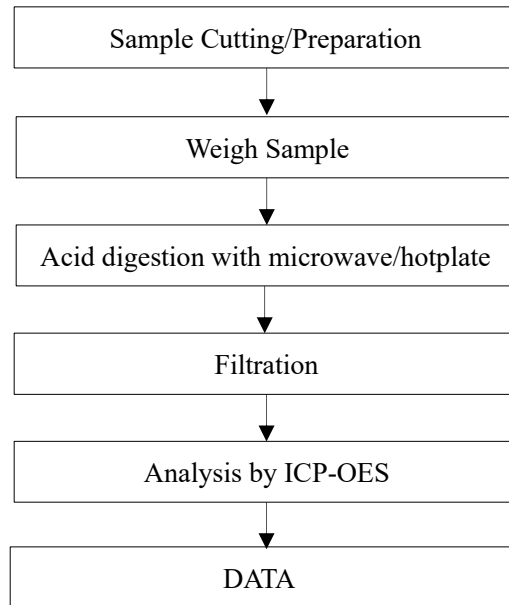 Sample Cutting/Preparation
Weigh Sample
Acid digestion with microwave/hotplate
Filtration
Analysis by ICP-OES
DATA